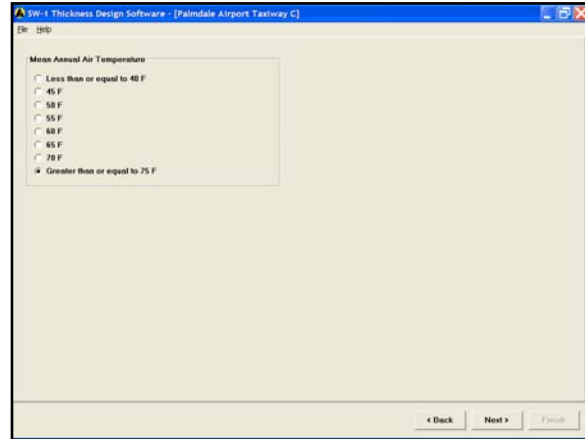 SW-1 Thickness Design Software - [Palmdale Airport Taxiway C]
File Help
Mean Annual Air Temperature
Less than or equal to 40 F
45 F
50 F
55 F
60 F
65 F
70 F
Greater than or equal to 75 F
< Back Next > Finish